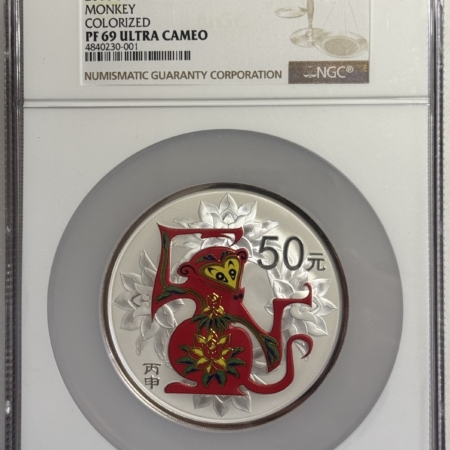 MONKEY
COLORIZED
PF 69 ULTRA CAMEO
4840230-001
NUMISMATIC GUARANTY CORPORATION
NGC®
50元
丙申